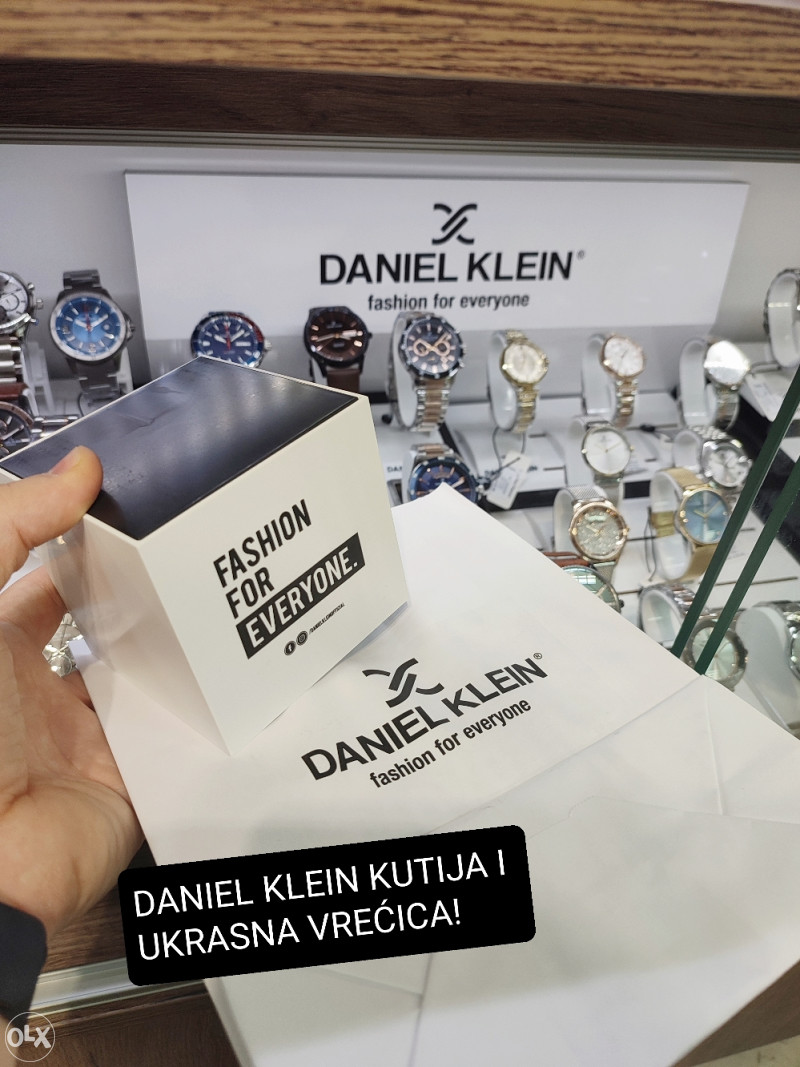 DANIEL KLEIN®
fashion for everyone
FASHION
FOR
EVERYONE.
DANIEL KLEIN®
fashion for everyone
DANIEL KLEIN KUTIJA I
UKRASNA VREĆICA!
OLX